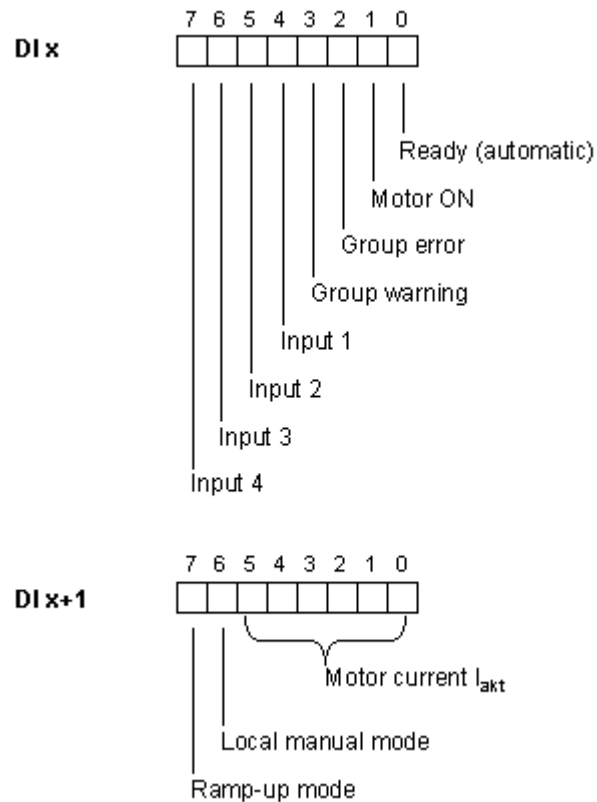 7 6 5 4 3 2 1 0
DI x
Ready (automatic)
Motor ON
Group error
Group warning
Input 1
Input 2
Input 3
Input 4
7 6 5 4 3 2 1 0
DI x+1
Motor current Iakt
Local manual mode
Ramp-up mode